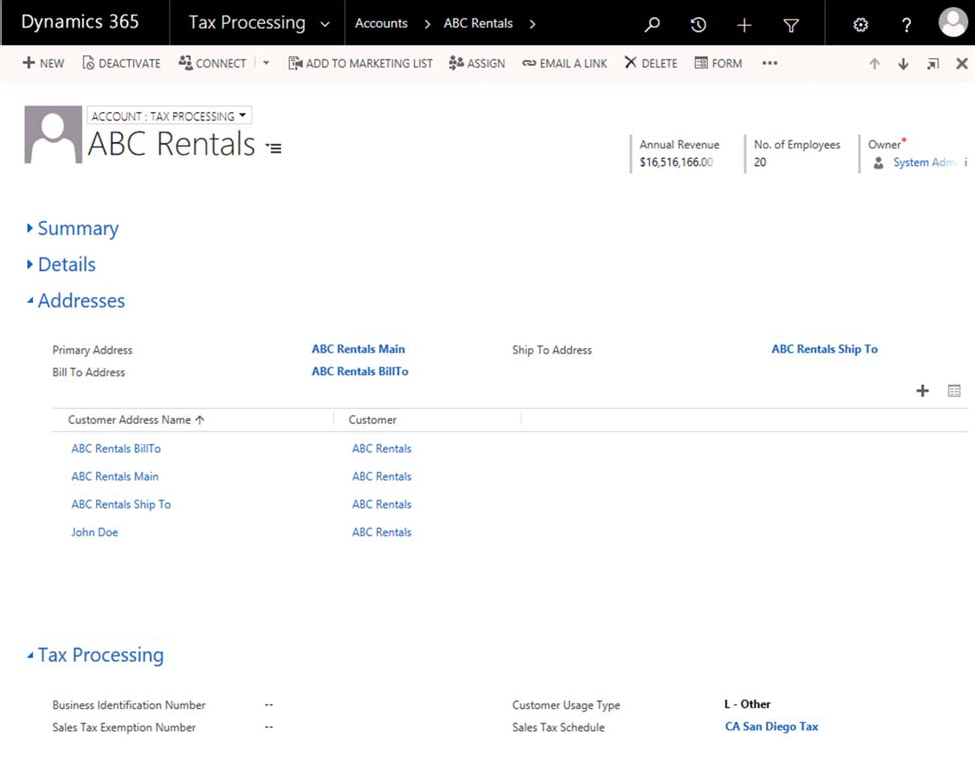 Dynamics 365 Tax Processing Accounts > ABC Rentals >
NEW DEACTIVATE CONNECT ADD TO MARKETING LIST ASSIGN EMAIL A LINK DELETE FORM •••
ACCOUNT : TAX PROCESSING
ABC Rentals
Annual Revenue No. of Employees Owner*
$16,516,166.00 20 System Adm i
Summary
Details
Addresses
Primary Address ABC Rentals Main Ship To Address ABC Rentals Ship To
Bill To Address ABC Rentals BillTo
Customer Address Name ↑ Customer
ABC Rentals BillTo ABC Rentals
ABC Rentals Main ABC Rentals
ABC Rentals Ship To ABC Rentals
John Doe ABC Rentals
Tax Processing
Business Identification Number -- Customer Usage Type L - Other
Sales Tax Exemption Number -- Sales Tax Schedule CA San Diego Tax